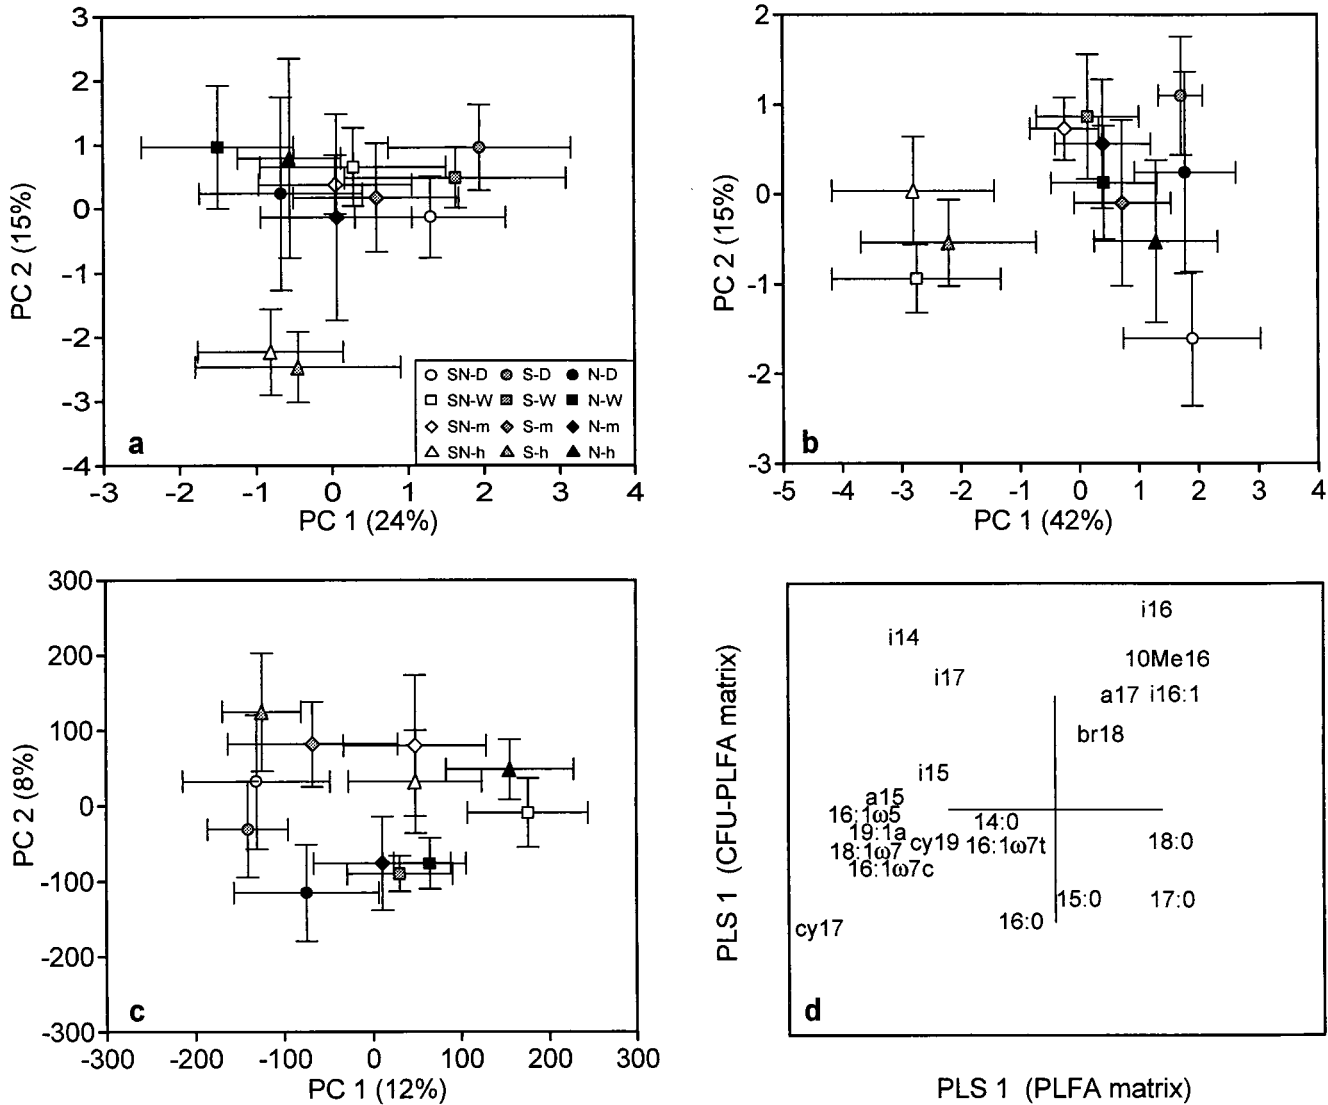 3
2
1
0
-1
-2
-3
-4
PC 2 (15%)
a
SN-D S-D N-D
SN-W S-W N-W
SN-m S-m N-m
SN-h S-h N-h
-3 -2 -1 0 1 2 3 4
PC 1 (24%)
2
1
0
-1
-2
-3
PC 2 (15%)
b
-5 -4 -3 -2 -1 0 1 2 3 4
PC 1 (42%)
300
200
100
0
-100
-200
-300
PC 2 (8%)
c
-300 -200 -100 0 100 200 300
PC 1 (12%)
PLS 1 (CFU-PLFA matrix)
i16
i14
10Me16
i17
a17 i16:1
br18
i15
a15
16:1ω5
14:0
19:1a
cy19
16:1ω7t
18:0
18:1ω7
16:1ω7c
15:0
17:0
16:0
cy17
d
PLS 1 (PLFA matrix)